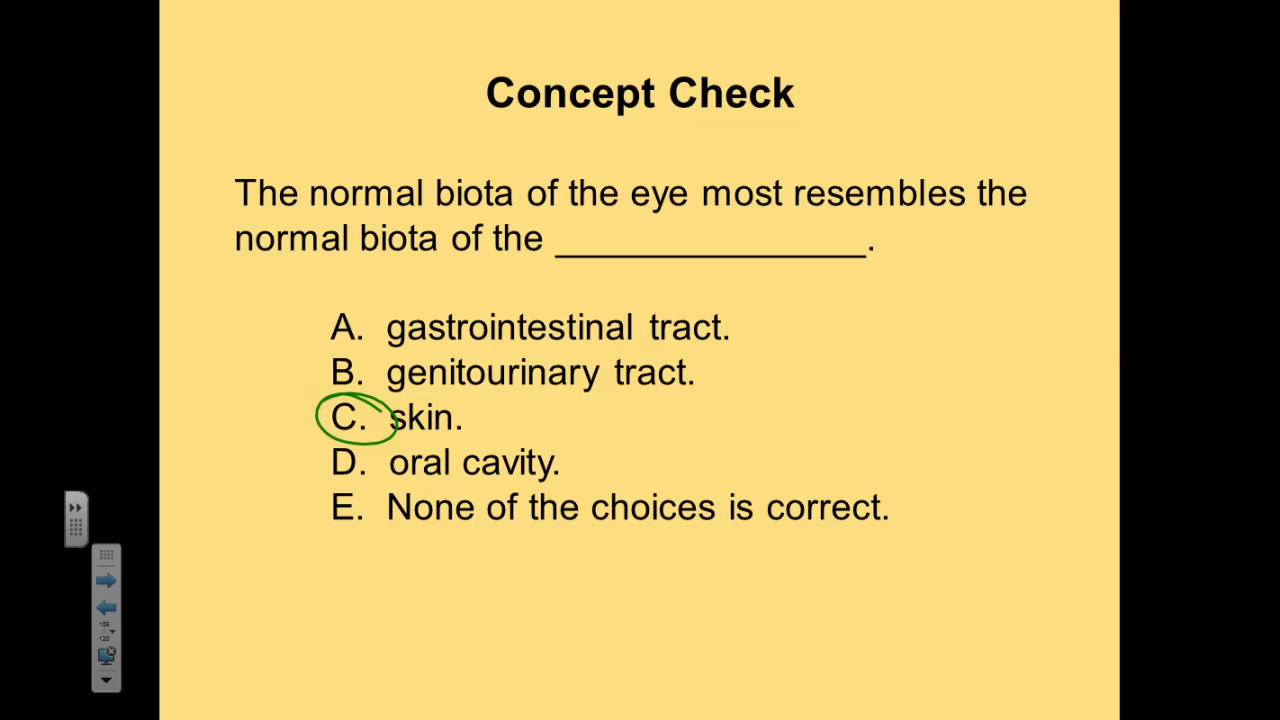 Concept Check
The normal biota of the eye most resembles the
normal biota of the ________________.
A. gastrointestinal tract.
B. genitourinary tract.
C. skin.
D. oral cavity.
E. None of the choices is correct.